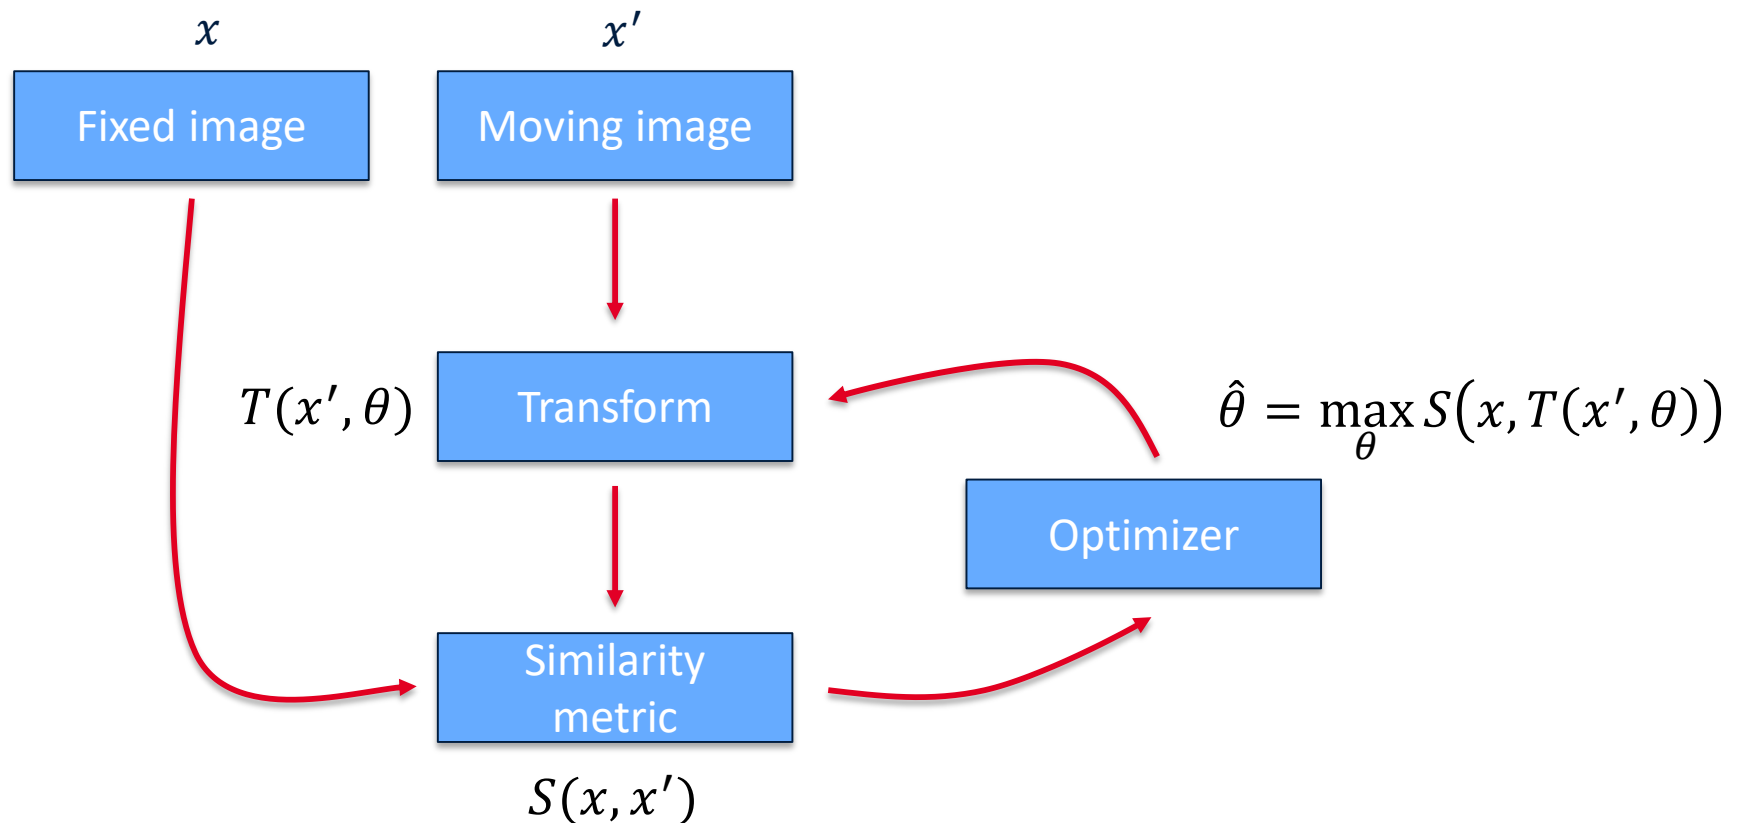 x
x′
Fixed image
Moving image
T(x′, θ)
Transform
θ̂ = max S(x, T(x′, θ))
θ
Optimizer
Similarity
metric
S(x, x′)